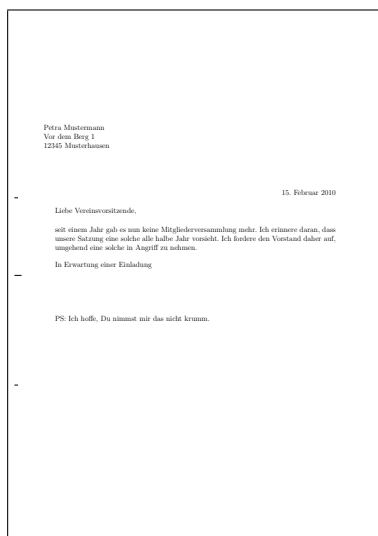 Petra Mustermann
Vor dem Berg 1
12345 Musterhausen
15. Februar 2010
Liebe Vereinsvorsitzende,
seit einem Jahr gab es nun keine Mitgliederversammlung mehr. Ich erinnere daran, dass
unsere Satzung eine solche alle halbe Jahr vorsieht. Ich fordere den Vorstand daher auf,
umgehend eine solche in Angriff zu nehmen.
In Erwartung einer Einladung
PS: Ich hoffe, Du nimmst mir das nicht krumm.